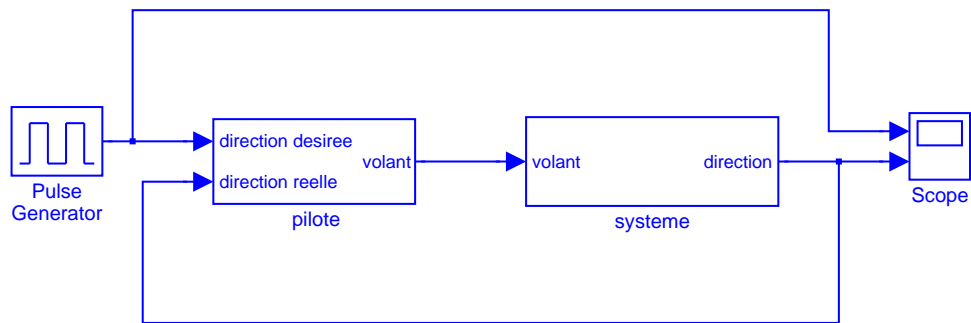 direction desiree
volant
direction reelle
volant
direction
Pulse
Generator
pilote
systeme
Scope